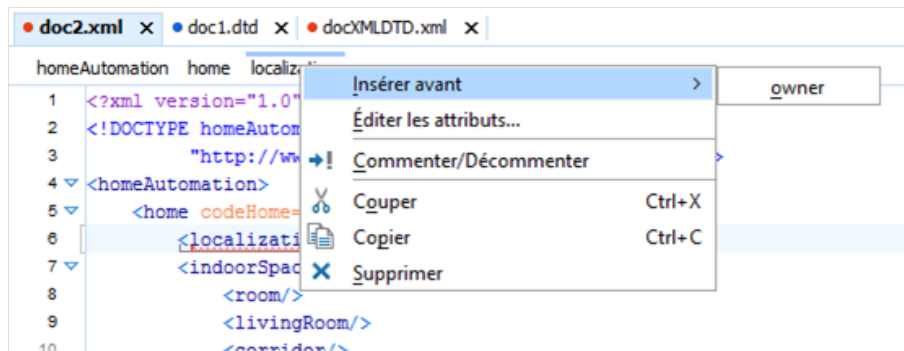 doc2.xml doc1.dtd docXMLDTD.xml
homeAutomation home
Insérer avant
owner
Éditer les attributs...
Commenter/Décommenter
Couper Ctrl+X
Copier Ctrl+C
Supprimer
1 <?xml version="1.0"
2 <!DOCTYPE homeAutom
3 "http://ww >
4 <homeAutomation>
5 <home codeHome=
6 <localizati
7 <indoorSpac
8 <room/>
9 <livingRoom/>
10 <corridor/>